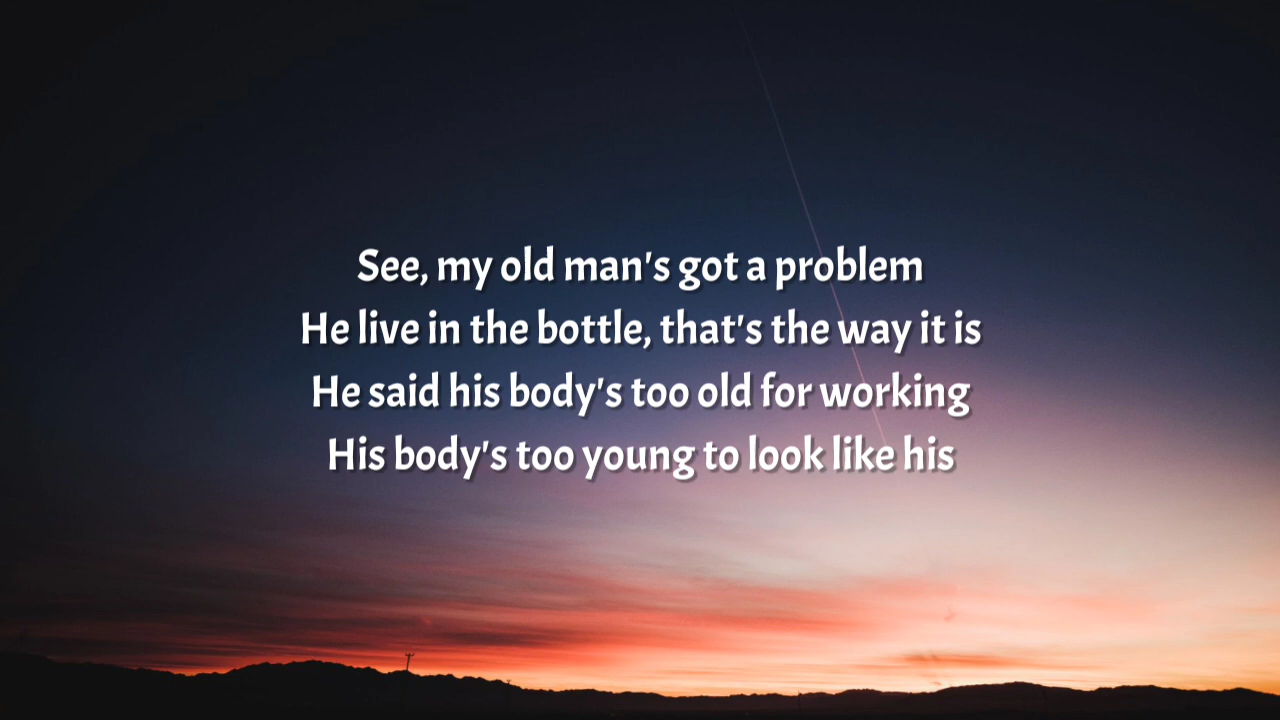 See, my old man's got a problem
He live in the bottle, that's the way it is
He said his body's too old for working
His body's too young to look like his